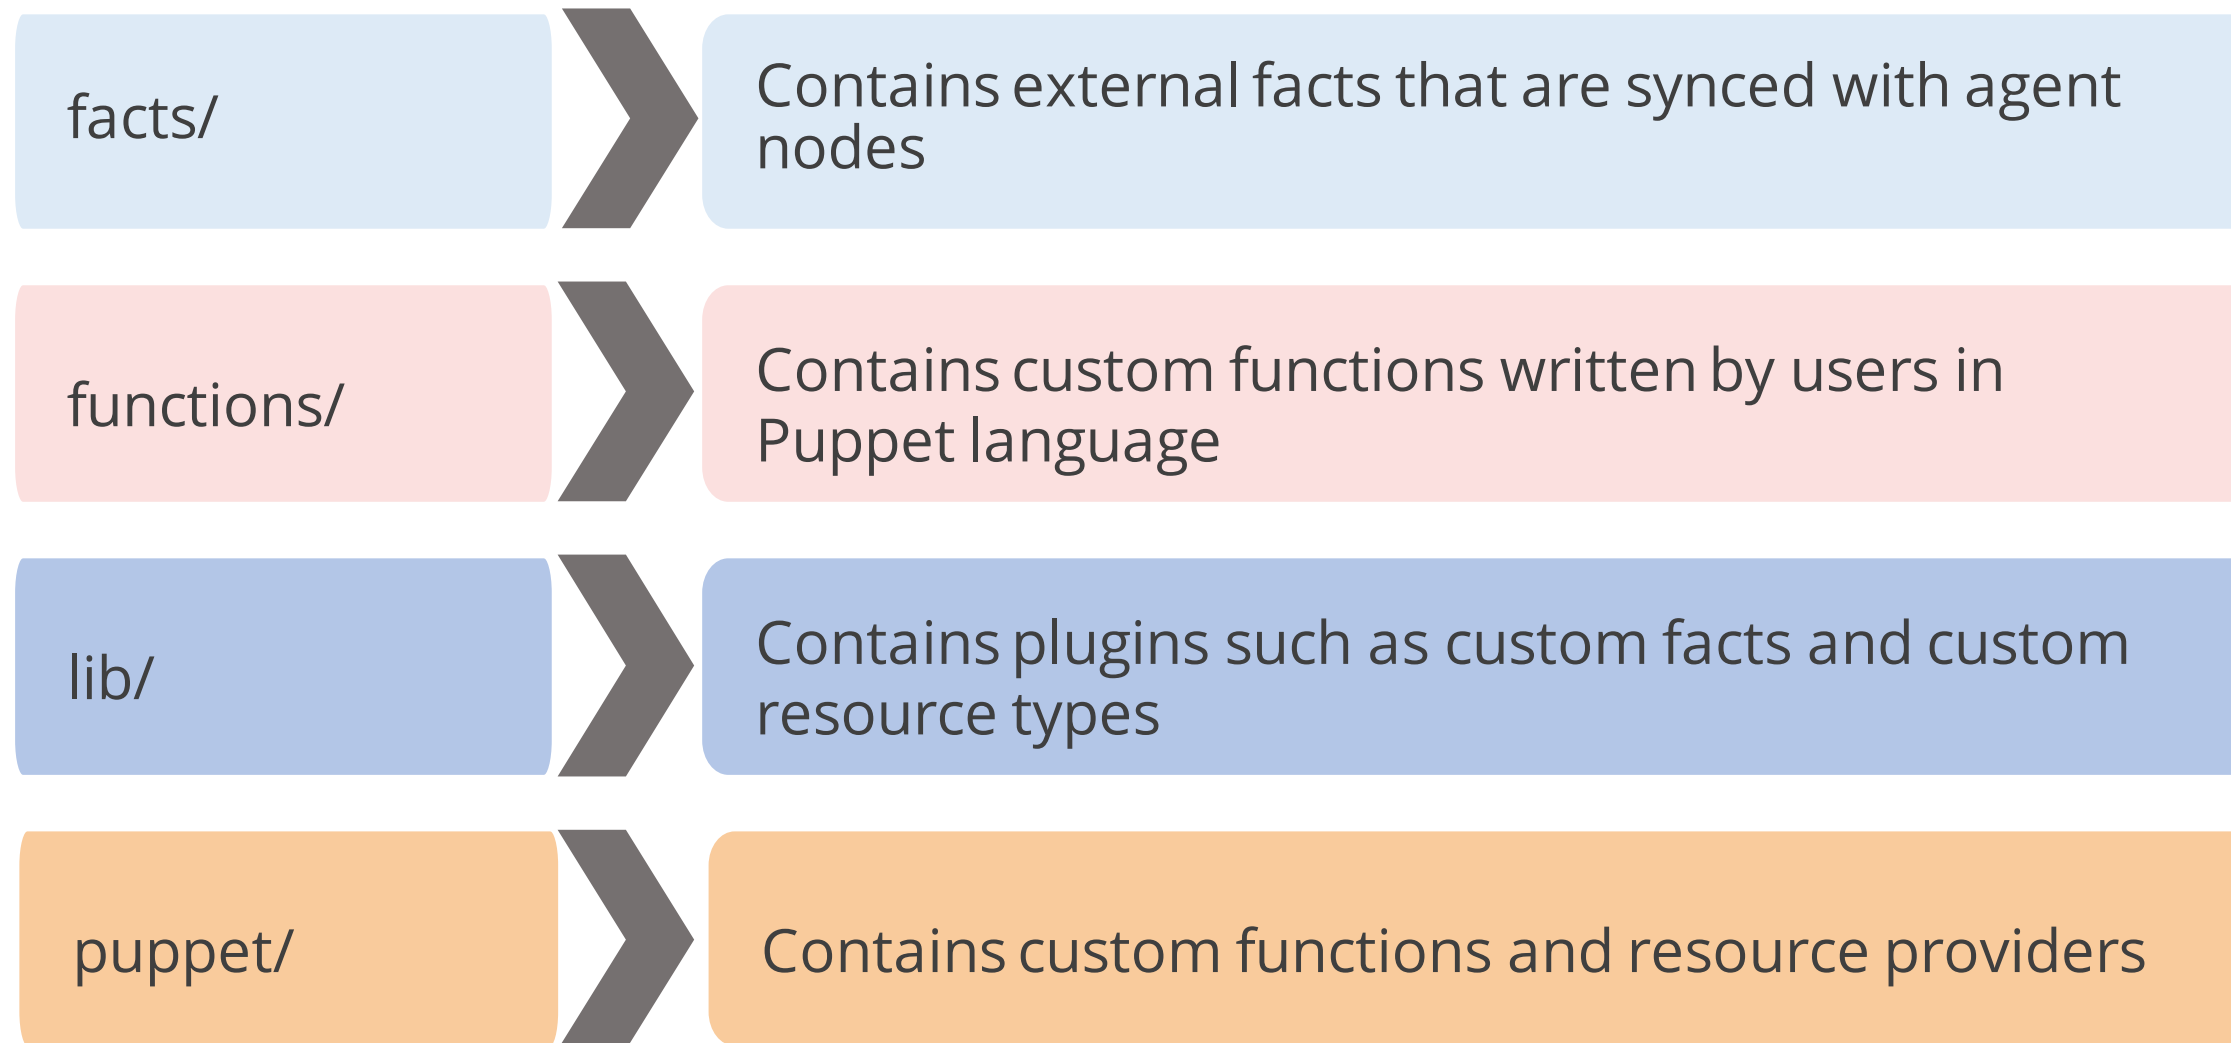 facts/
Contains external facts that are synced with agent
nodes
functions/
Contains custom functions written by users in
Puppet language
lib/
Contains plugins such as custom facts and custom
resource types
puppet/
Contains custom functions and resource providers